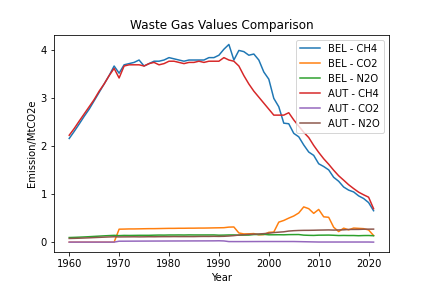 Waste Gas Values Comparison
Emission/MtCO2e
4
3
2
1
0
BEL - CH4
BEL - CO2
BEL - N2O
AUT - CH4
AUT - CO2
AUT - N2O
1960 1970 1980 1990 2000 2010 2020
Year